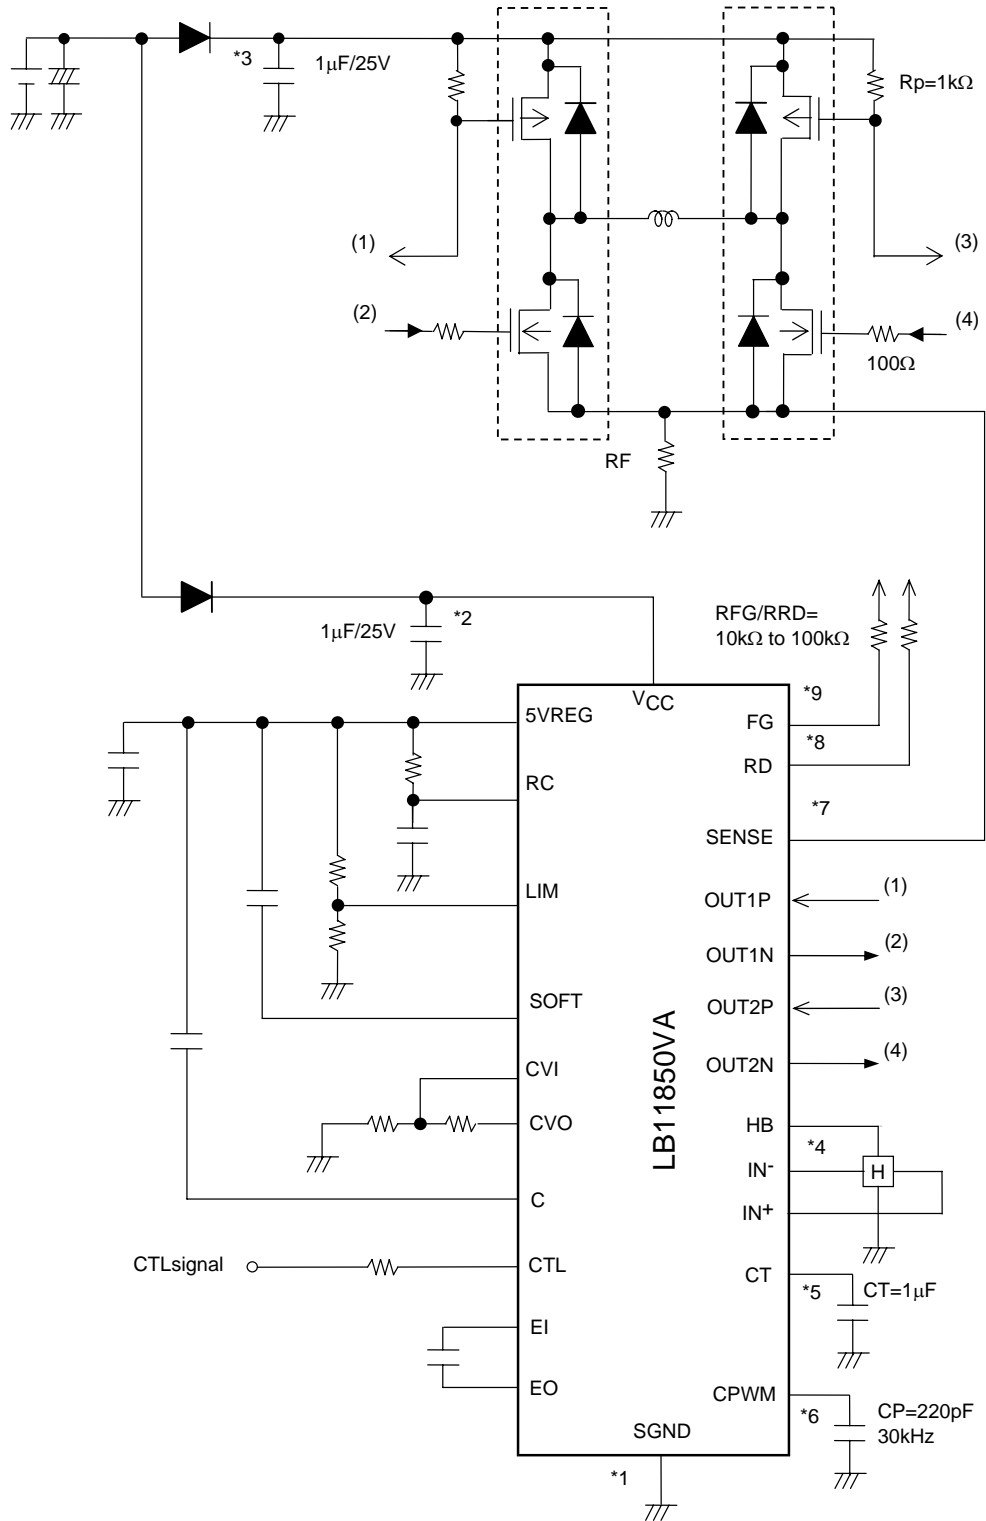 *3
1μF/25V
Rp=1kΩ
(1)
(3)
(2)
(4)
100Ω
RF
1μF/25V
*2
RFG/RRD=
10kΩ to 100kΩ
VCC
*9
5VREG
FG
*8
RD
RC
*7
SENSE
LIM
OUT1P
(1)
OUT1N
(2)
SOFT
OUT2P
(3)
OUT2N
(4)
CVI
LB11850VA
CVO
HB
*4
IN-
H
C
IN+
CTLsignal
CTL
CT
*5
CT=1μF
EI
EO
CPWM
*6
CP=220pF
30kHz
SGND
*1